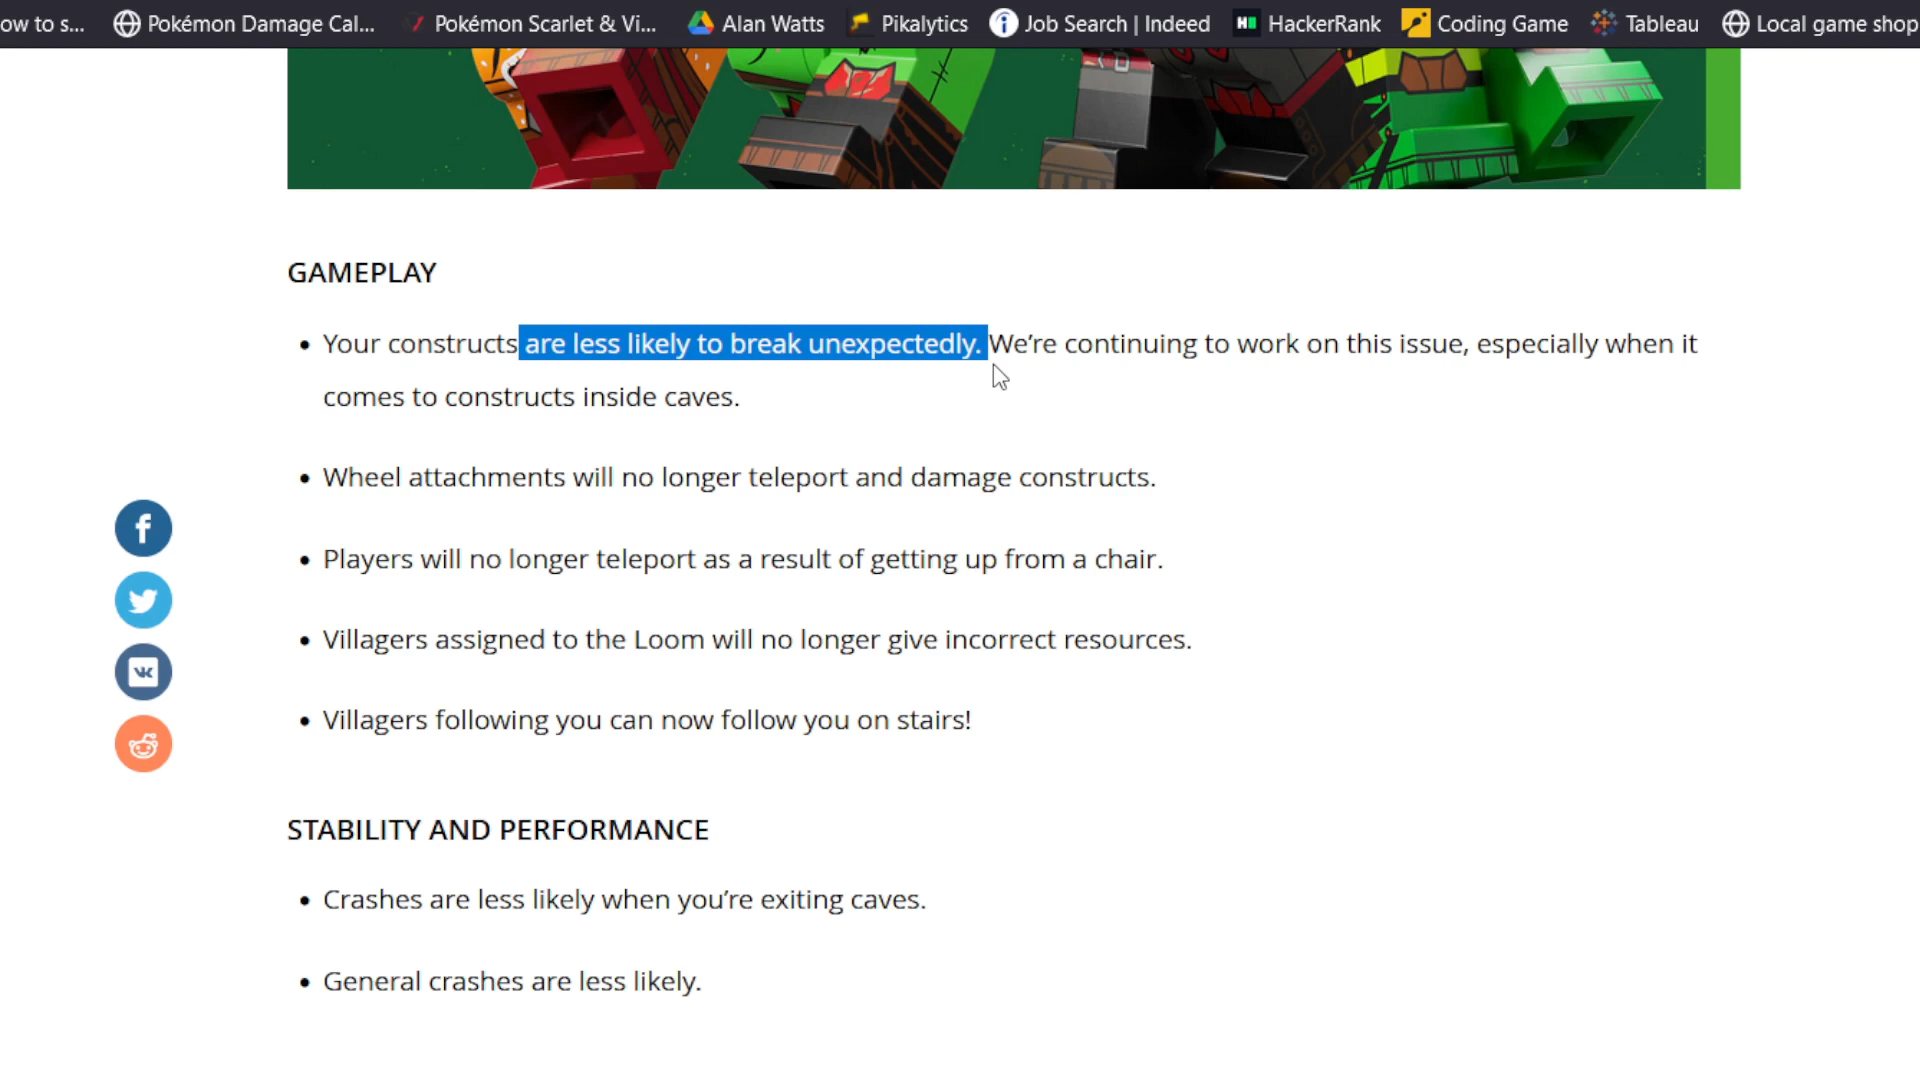 ow to s... Pokémon Damage Cal... Pokémon Scarlet & Vi... Alan Watts Pikalytics Job Search | Indeed HackerRank Coding Game Tableau Local game shop
GAMEPLAY
• Your constructs are less likely to break unexpectedly. We’re continuing to work on this issue, especially when it
comes to constructs inside caves.
• Wheel attachments will no longer teleport and damage constructs.
• Players will no longer teleport as a result of getting up from a chair.
• Villagers assigned to the Loom will no longer give incorrect resources.
• Villagers following you can now follow you on stairs!
STABILITY AND PERFORMANCE
• Crashes are less likely when you’re exiting caves.
• General crashes are less likely.